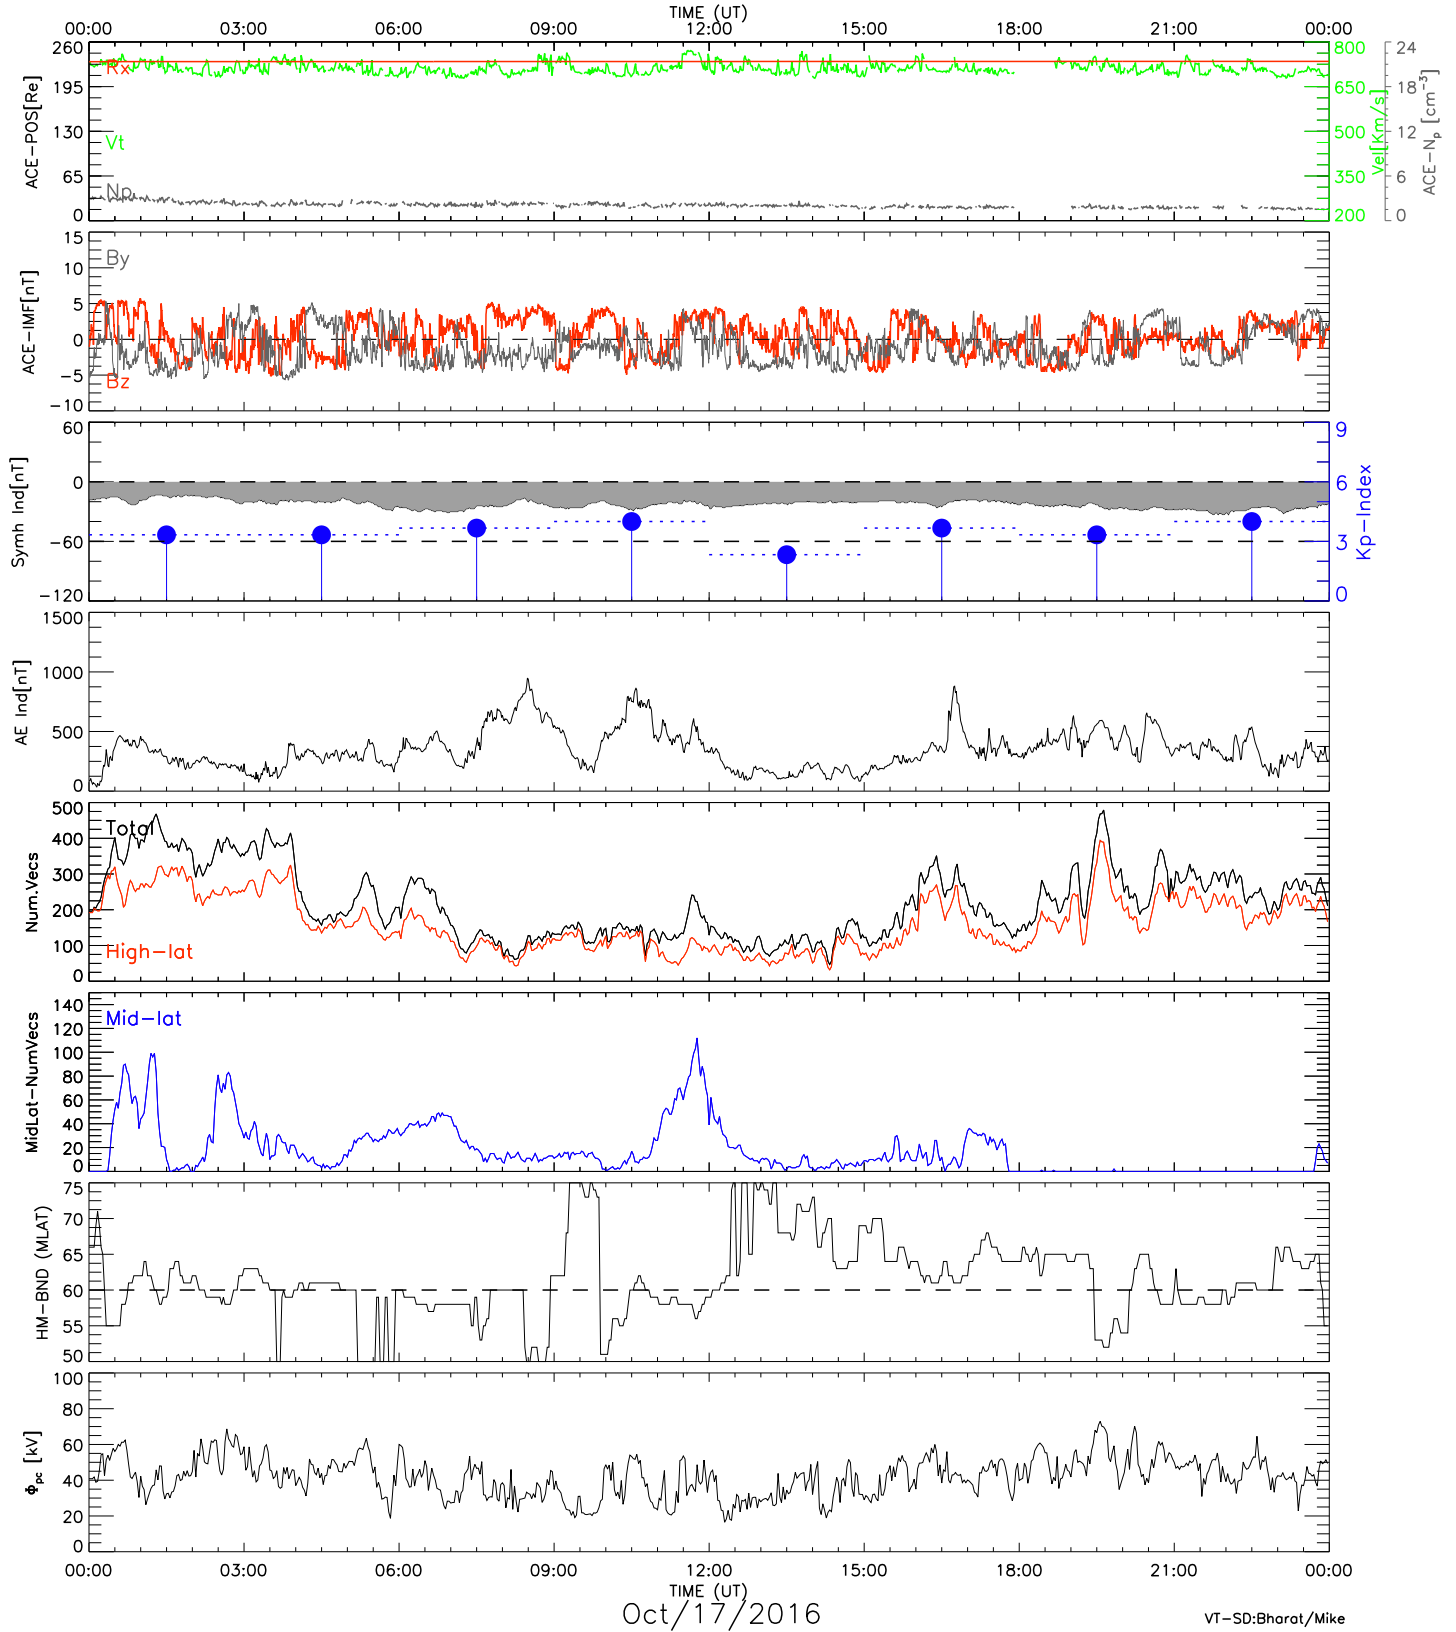 TIME (UT)
00:00 03:00 06:00 09:00 12:00 15:00 18:00 21:00 00:00
ACE-POS[Re]
260
195
130
65
0
Rx
Vt
Np
800
650
500
350
200
Vel[Km/s]
24
18
12
6
0
ACE-Np [cm⁻³]
ACE-IMF[nT]
15
10
5
0
-5
-10
By
Bz
Symh Ind[nT]
60
0
-60
-120
9
6
3
0
Kp-Index
AE Ind[nT]
1500
1000
500
0
Num.Vecs
500
400
300
200
100
0
Total
High-lat
MidLat-NumVecs
140
120
100
80
60
40
20
0
Mid-lat
HM-BND (MLAT)
75
70
65
60
55
50
Φpc [kV]
100
80
60
40
20
0
00:00 03:00 06:00 09:00 12:00 15:00 18:00 21:00 00:00
TIME (UT)
Oct/17/2016
VT-SD:Bharat/Mike